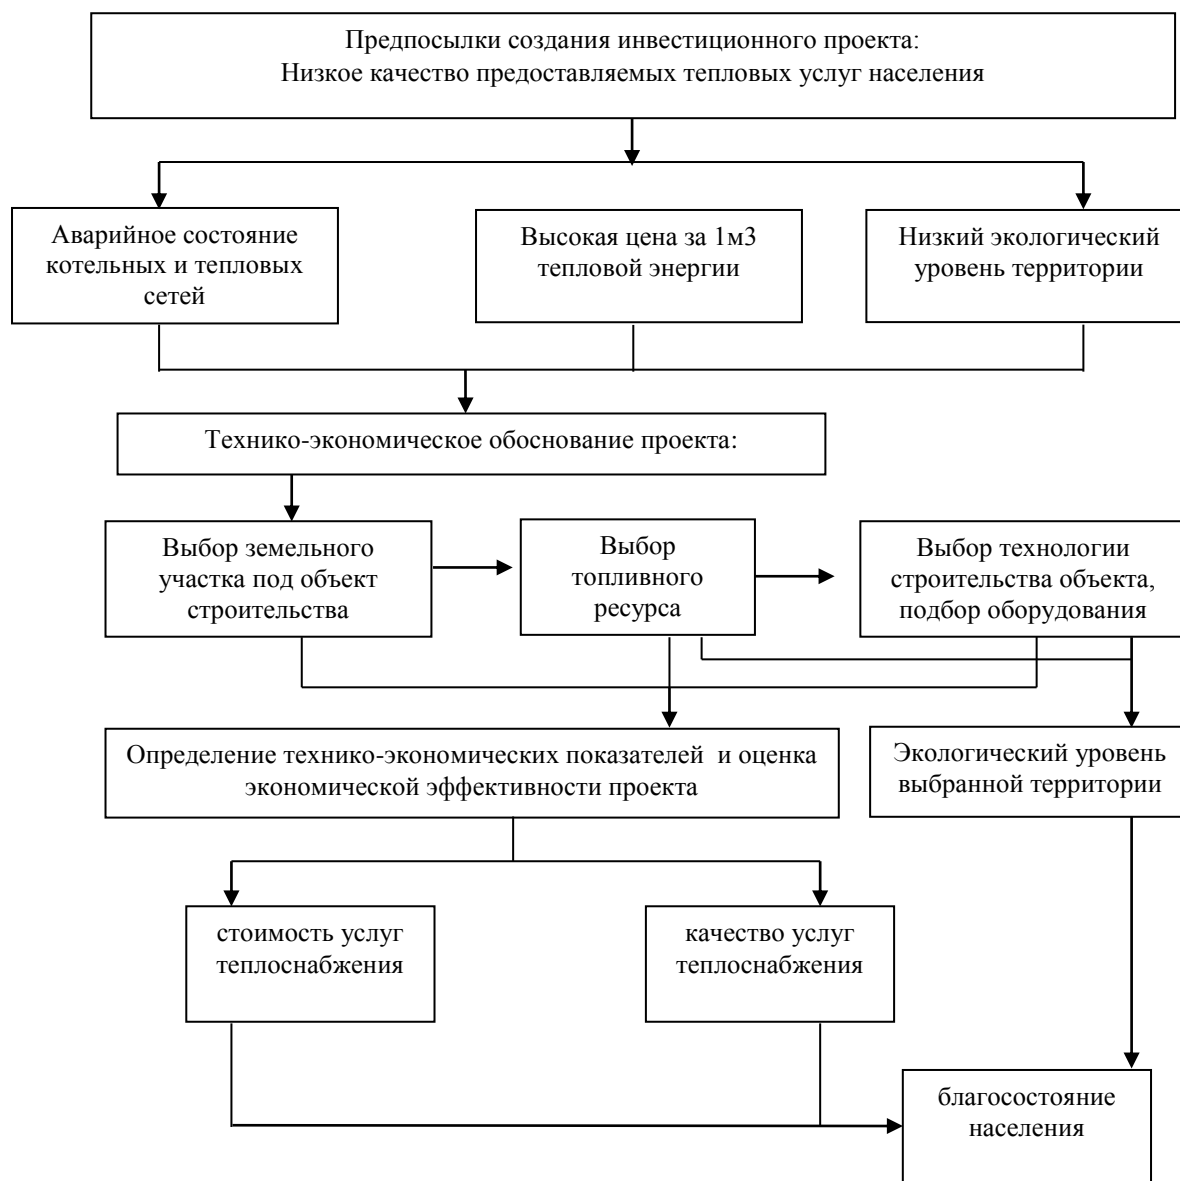 Предпосылки создания инвестиционного проекта:
Низкое качество предоставляемых тепловых услуг населения
Аварийное состояние
котельных и тепловых
сетей
Высокая цена за 1м3
тепловой энергии
Низкий экологический
уровень территории
Технико-экономическое обоснование проекта:
Выбор земельного
участка под объект
строительства
Выбор
топливного
ресурса
Выбор технологии
строительства объекта,
подбор оборудования
Определение технико-экономических показателей и оценка
экономической эффективности проекта
Экологический уровень
выбранной территории
стоимость услуг
теплоснабжения
качество услуг
теплоснабжения
благосостояние
населения